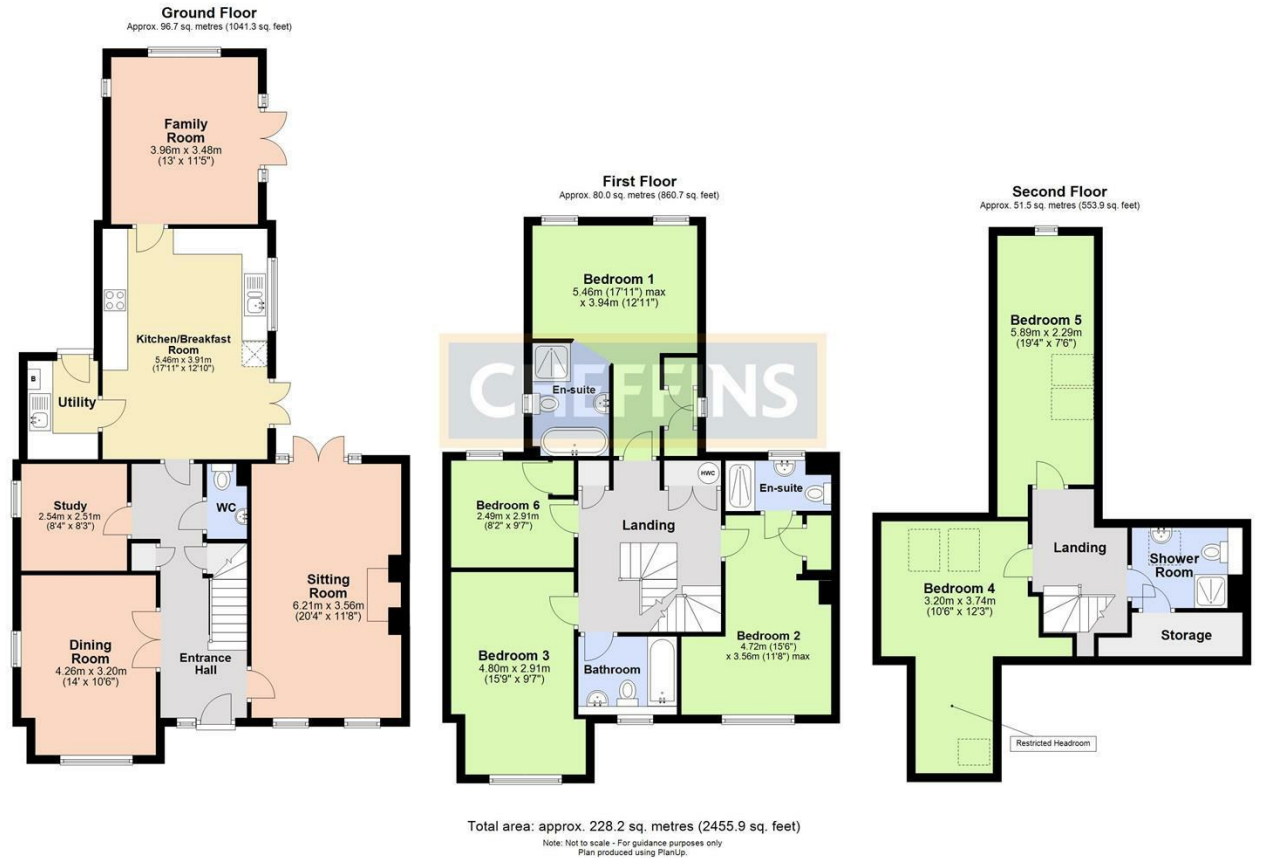 Ground Floor
Approx. 96.7 sq. metres (1041.3 sq. feet)
Family
Room
3.96m x 3.48m
(13' x 11'5")
Kitchen/Breakfast
Room
5.46m x 3.91m
(17'11" x 12'10")
B
Utility
Study
2.54m x 2.51m
(8'4" x 8'3")
WC
Sitting
Room
6.21m x 3.56m
(20'4" x 11'8")
Dining
Room
4.26m x 3.20m
(14' x 10'6")
Entrance
Hall
First Floor
Approx. 80.0 sq. metres (860.7 sq. feet)
Bedroom 1
5.46m (17'11") max
x 3.94m (12'11")
CHEFFINS
En-suite
HWC
En-suite
Bedroom 6
2.49m x 2.91m
(8'2" x 9'7")
Landing
Bedroom 3
4.80m x 2.91m
(15'9" x 9'7")
Bathroom
Bedroom 2
4.72m (15'6")
x 3.56m (11'8") max
Second Floor
Approx. 51.5 sq. metres (553.9 sq. feet)
Bedroom 5
5.89m x 2.29m
(19'4" x 7'6")
Landing
Shower
Room
Bedroom 4
3.20m x 3.74m
(10'6" x 12'3")
Storage
Restricted Headroom
Total area: approx. 228.2 sq. metres (2455.9 sq. feet)
Note: Not to scale - For guidance purposes only
Plan produced using PlanUp.